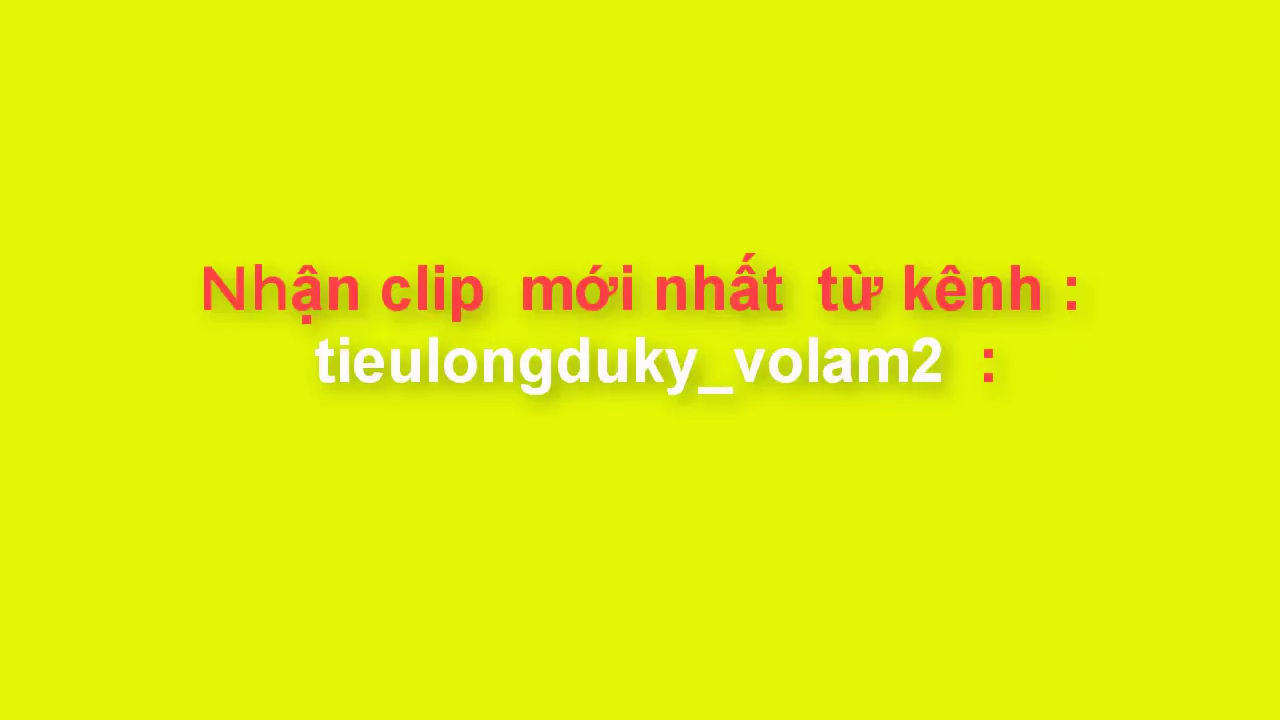 Nhận clip mới nhất từ kênh :
tieulongduky_volam2 :